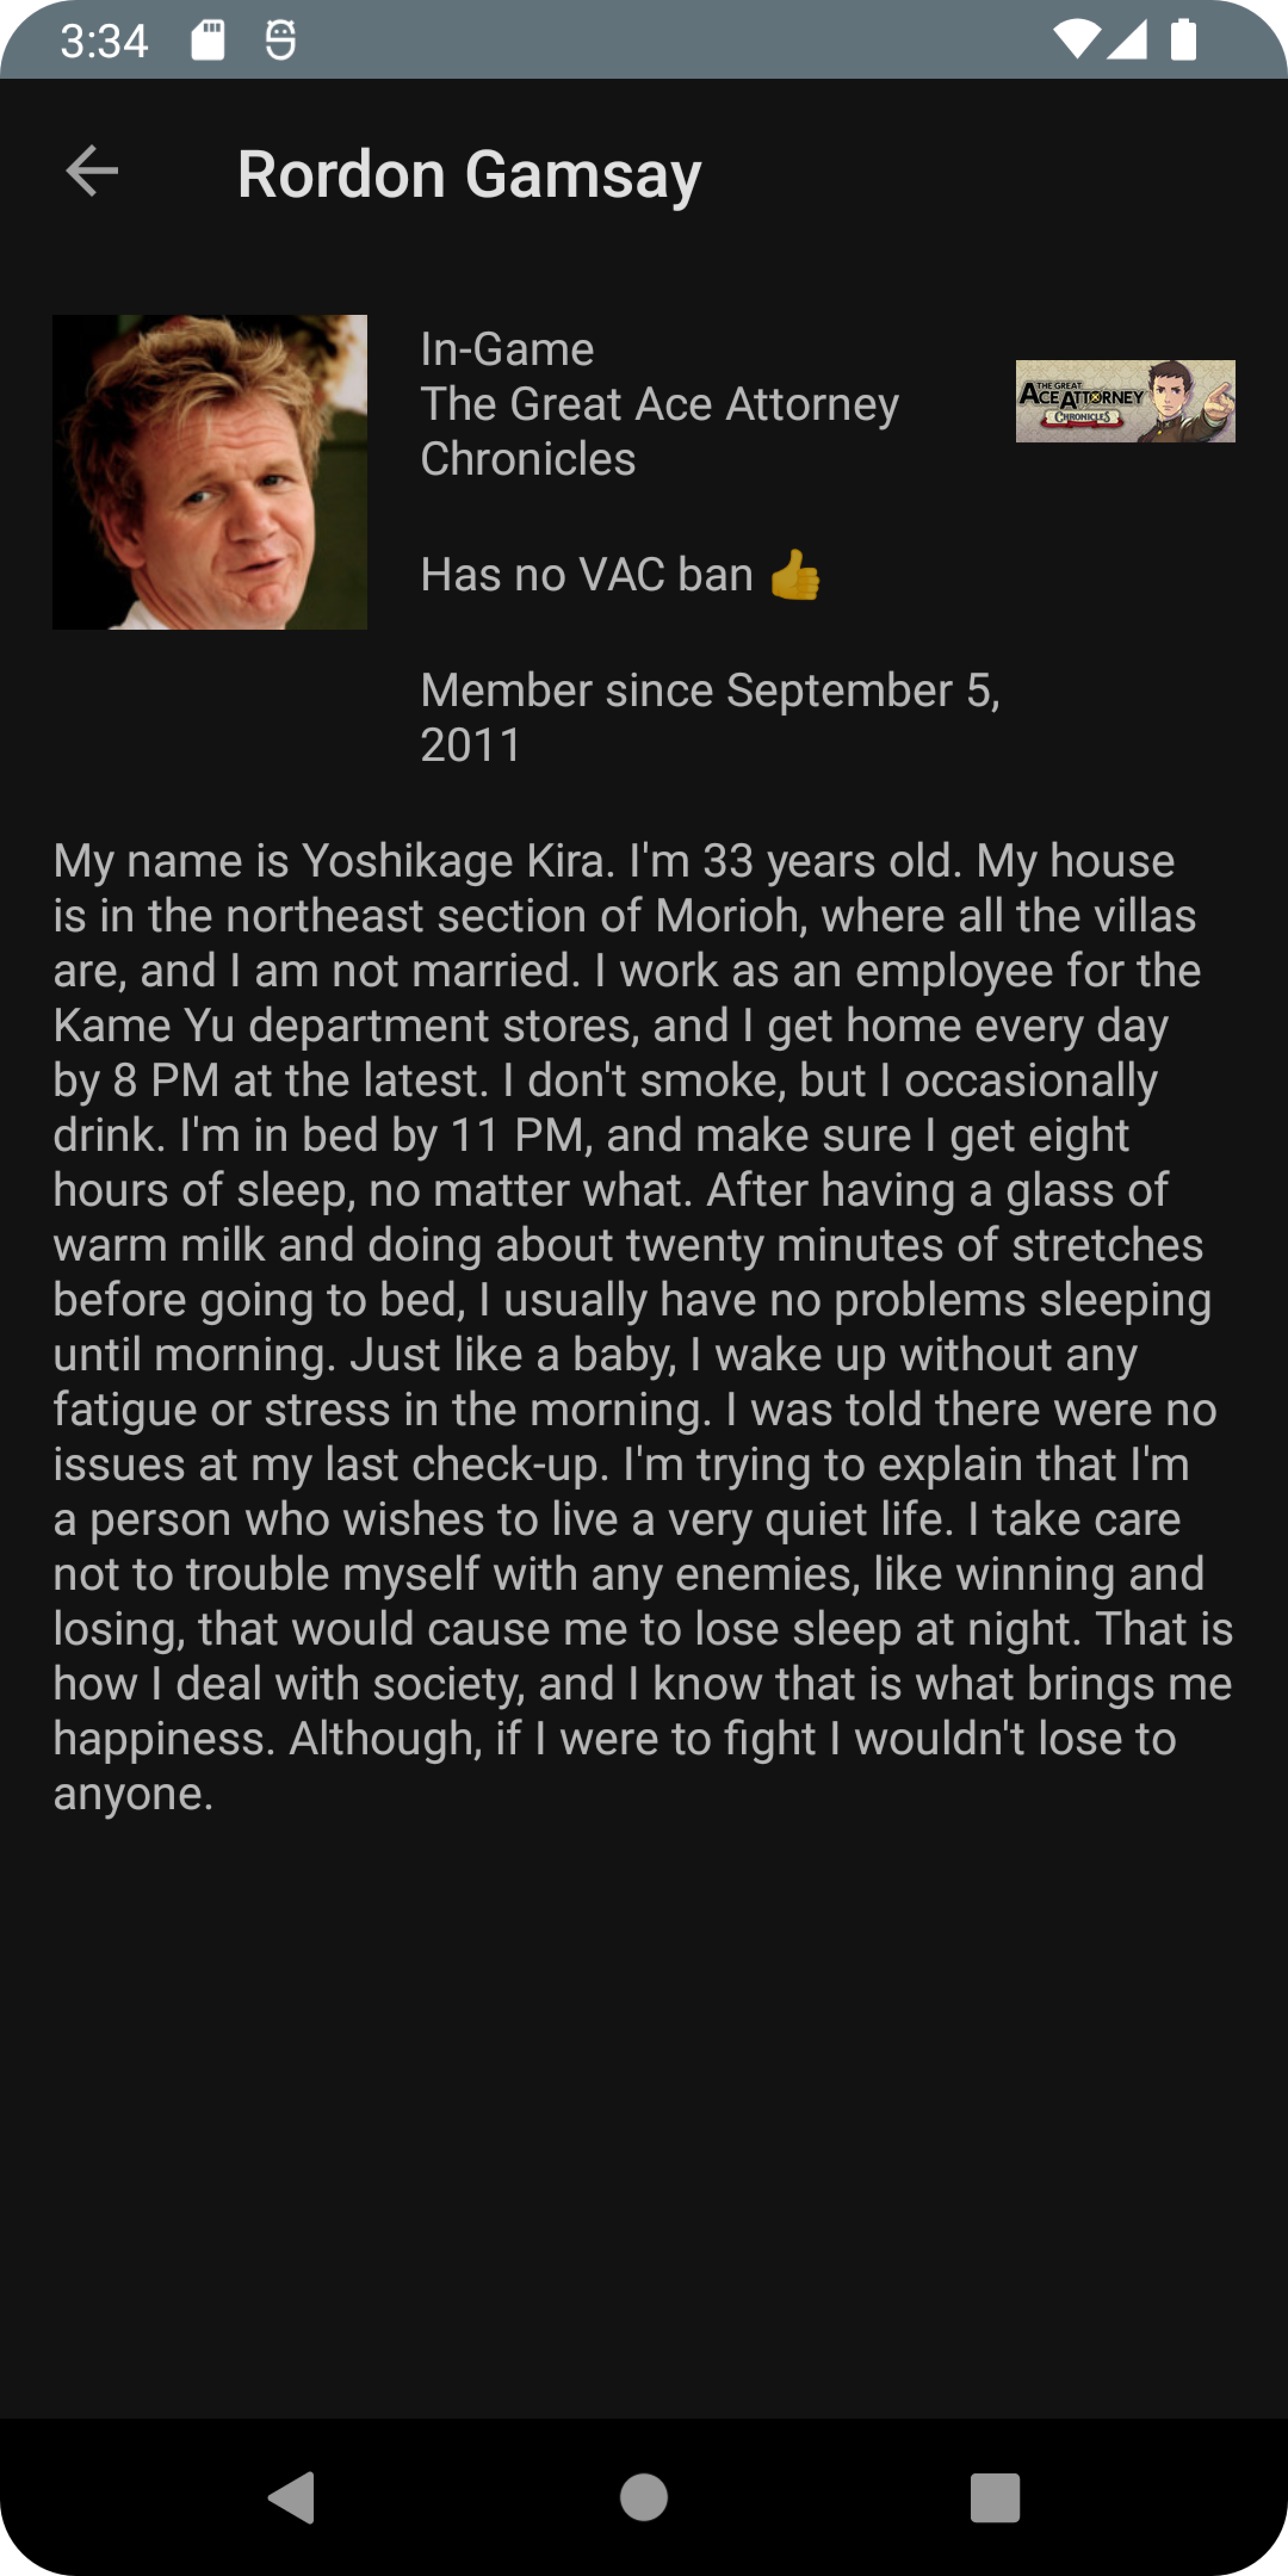 3:34
Rordon Gamsay
In-Game
The Great Ace Attorney
Chronicles
THE GREAT
ACE ATTORNEY
CHRONICLES
Has no VAC ban 👍
Member since September 5,
2011
My name is Yoshikage Kira. I'm 33 years old. My house
is in the northeast section of Morioh, where all the villas
are, and I am not married. I work as an employee for the
Kame Yu department stores, and I get home every day
by 8 PM at the latest. I don't smoke, but I occasionally
drink. I'm in bed by 11 PM, and make sure I get eight
hours of sleep, no matter what. After having a glass of
warm milk and doing about twenty minutes of stretches
before going to bed, I usually have no problems sleeping
until morning. Just like a baby, I wake up without any
fatigue or stress in the morning. I was told there were no
issues at my last check-up. I'm trying to explain that I'm
a person who wishes to live a very quiet life. I take care
not to trouble myself with any enemies, like winning and
losing, that would cause me to lose sleep at night. That is
how I deal with society, and I know that is what brings me
happiness. Although, if I were to fight I wouldn't lose to
anyone.